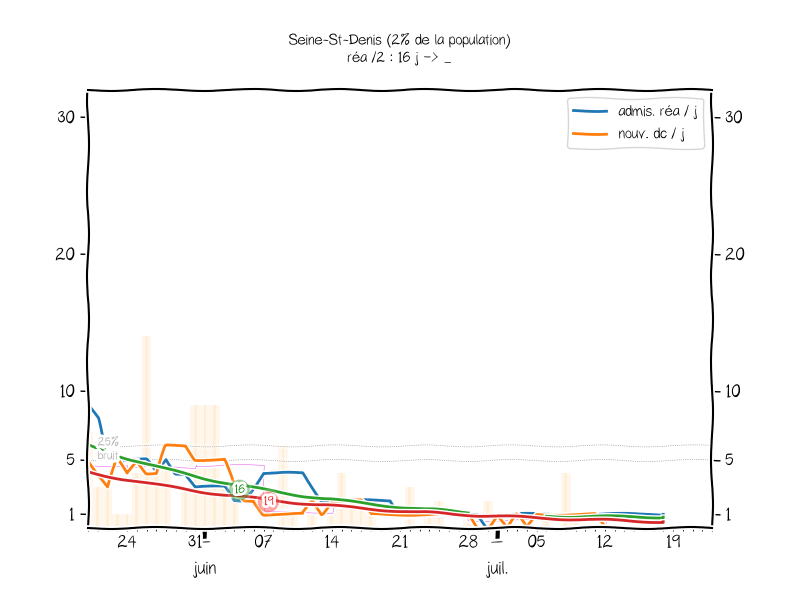 Seine-St-Denis (2% de la population)
réa /2 : 16 j -> _
admis. réa / j
nouv. dc / j
30
30
20
20
10
10
25%
bruit
5
5
16
19
1
1
24 31 07 14 21 28 _ 05 12 19
juin juil.